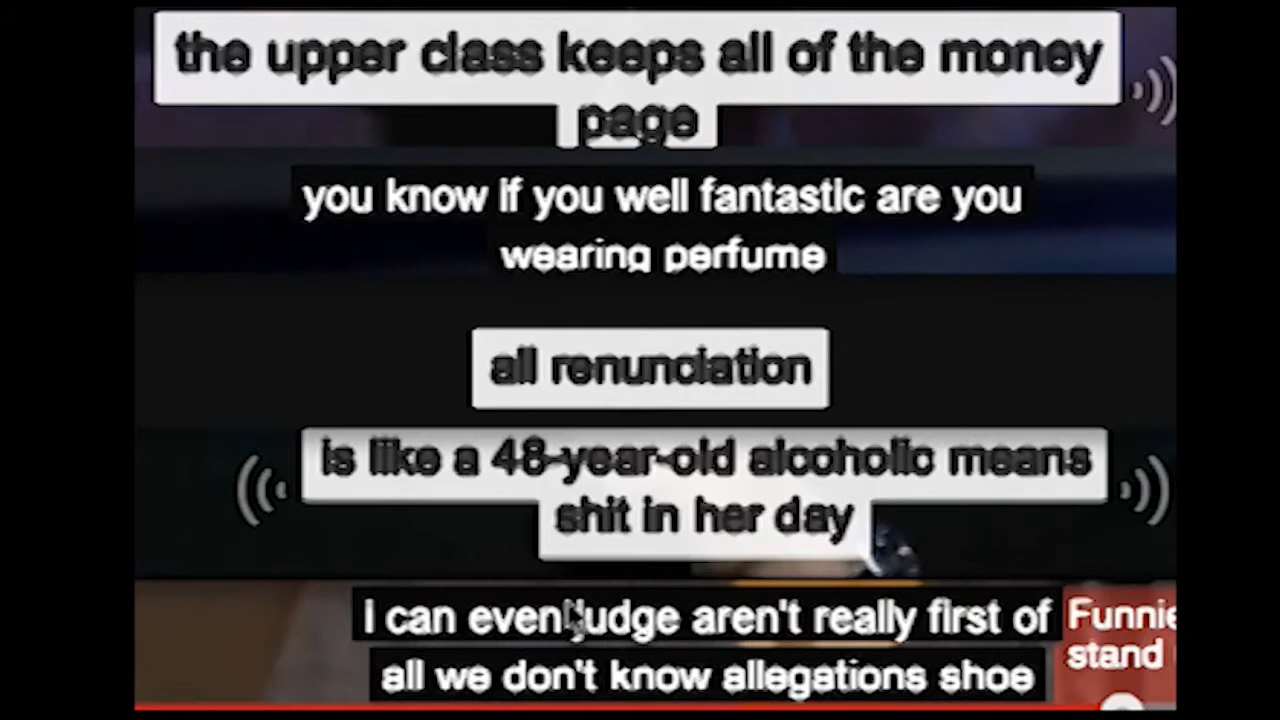 the upper class keeps all of the money
page
you know if you well fantastic are you
wearing perfume
all renunciation
is like a 48-year-old alcoholic means
shit in her day
I can even judge aren't really first of
all we don't know allegations shoe
Funnie
stand